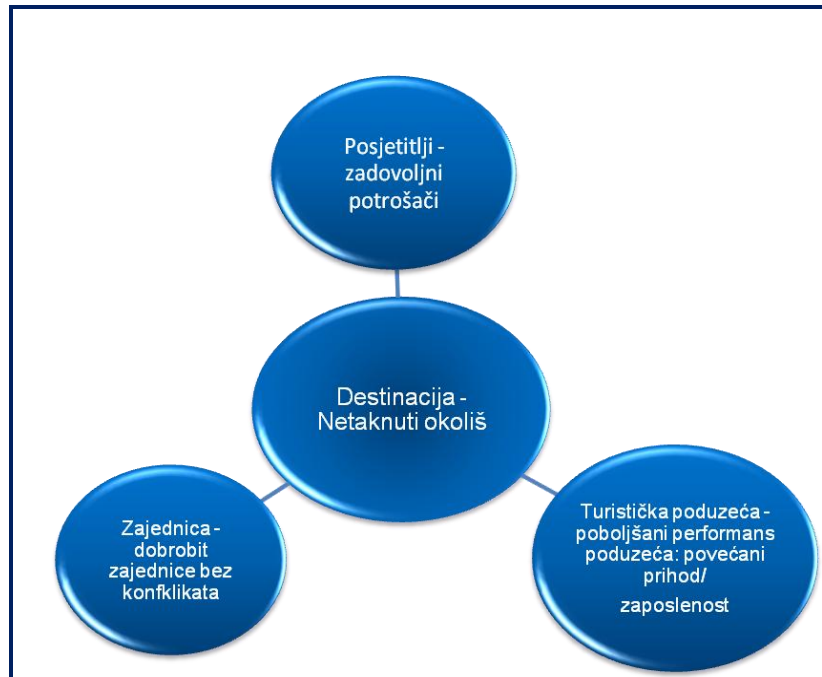 Posjetitlji -
zadovoljni
potrošači
Destinacija -
Netaknuti okoliš
Zajednica -
dobrobit
zajednice bez
konfklikata
Turistička poduzeća -
poboljšani performans
poduzeća: povećani
prihod/
zaposlenost